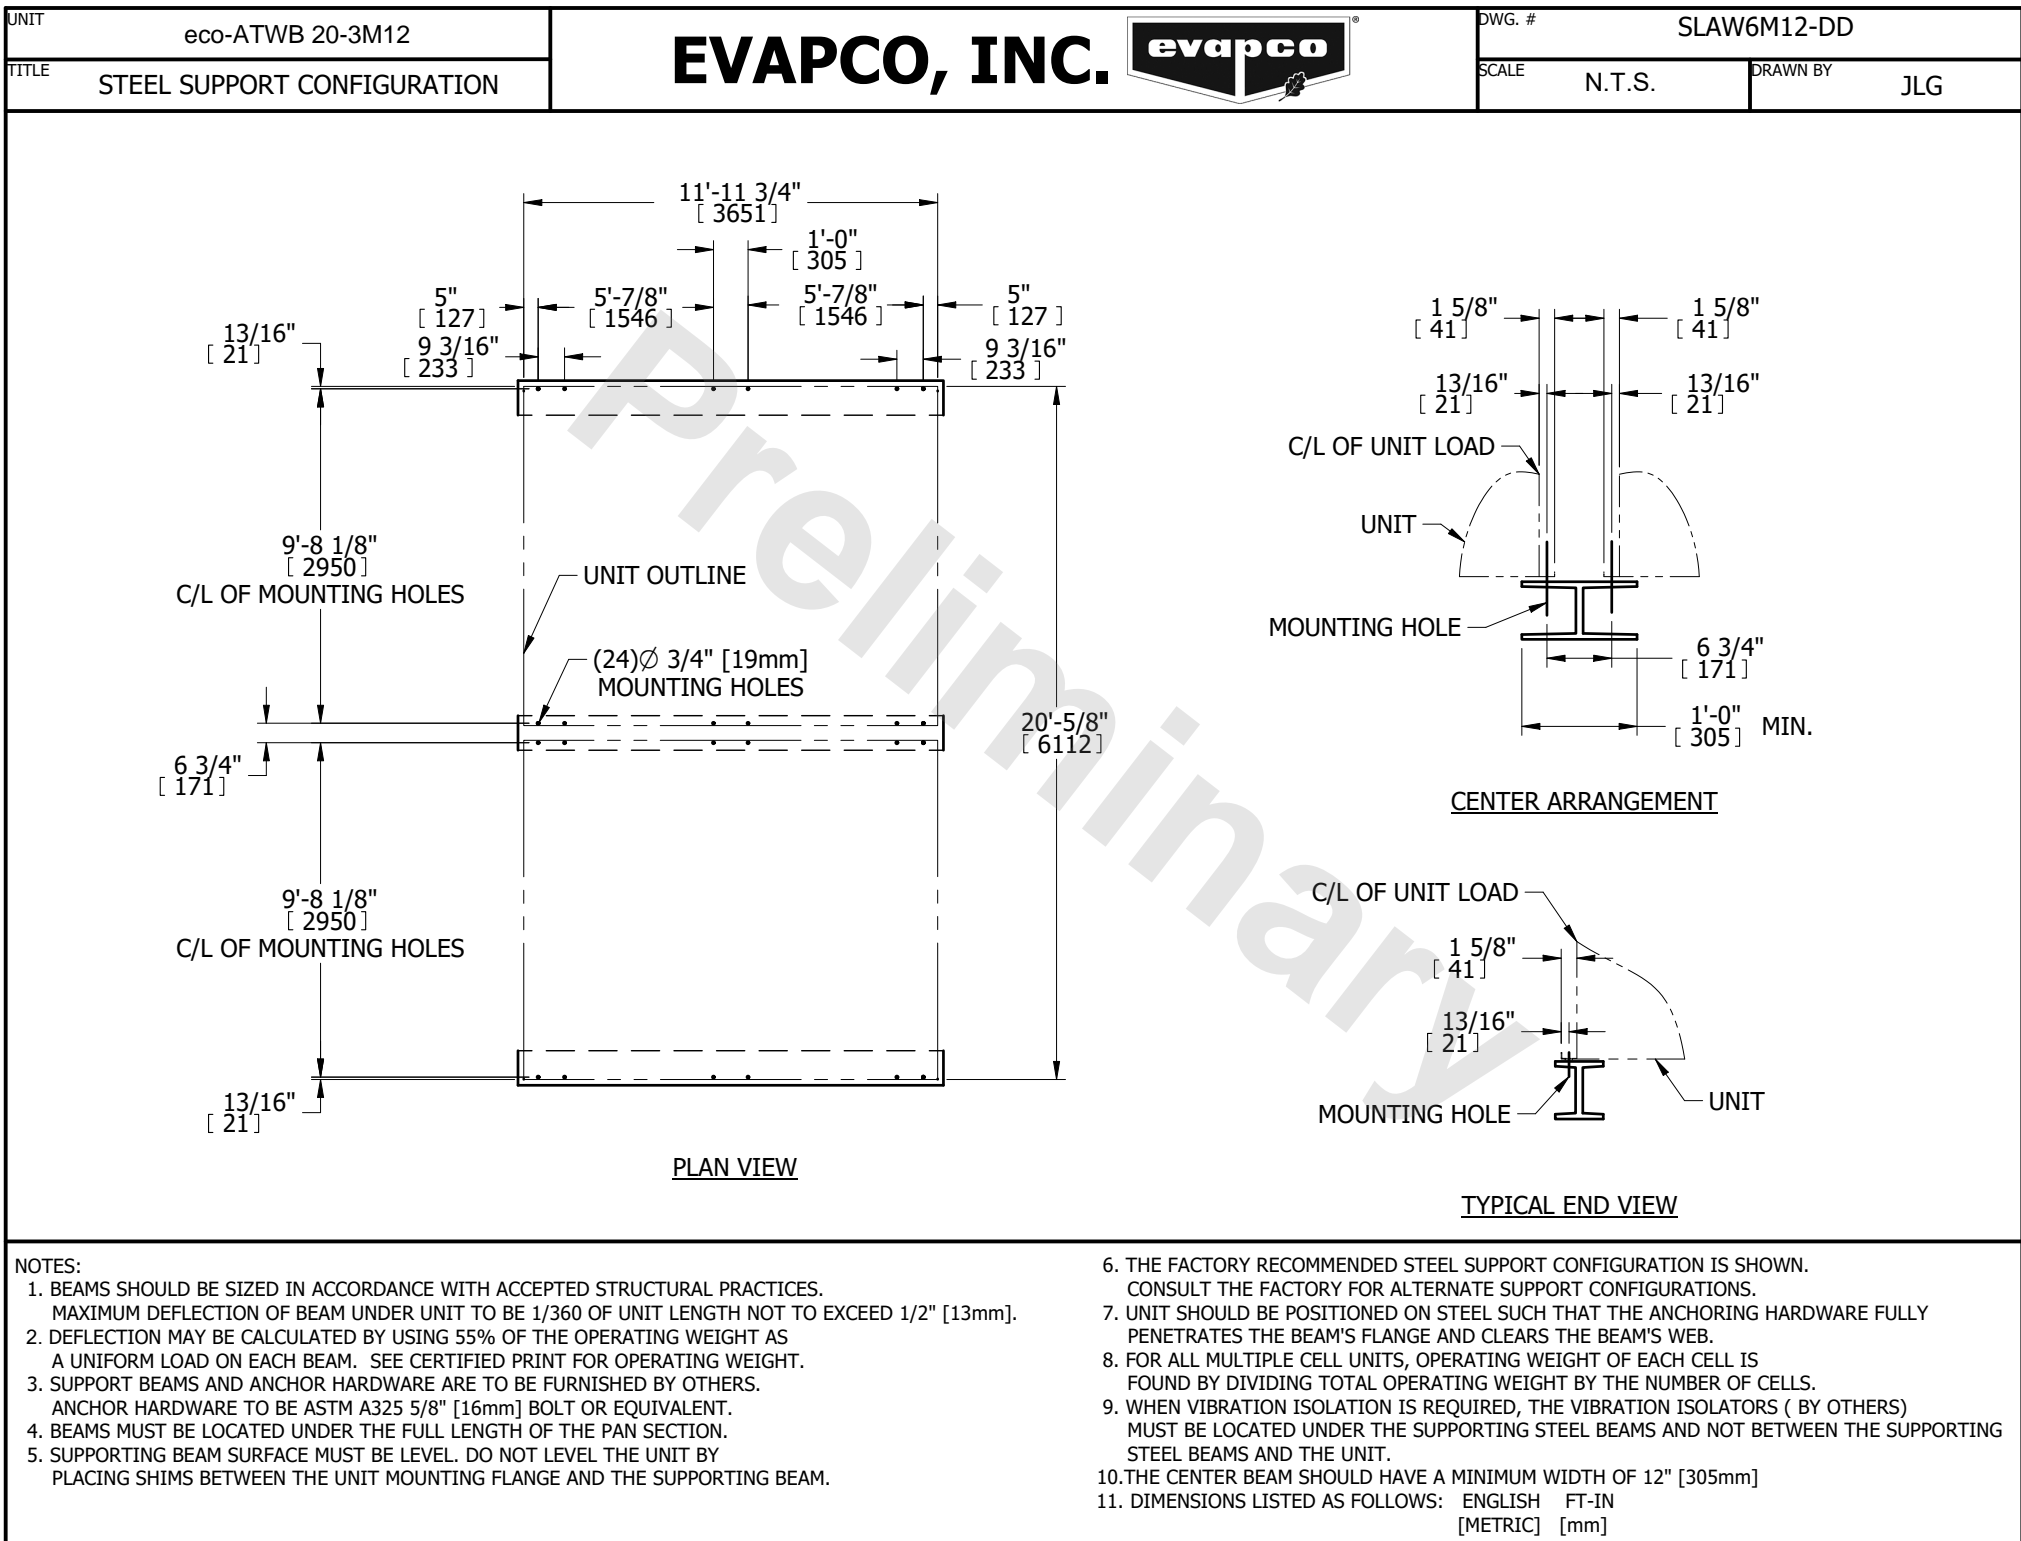 UNIT
eco-ATWB 20-3M12
TITLE
STEEL SUPPORT CONFIGURATION
EVAPCO, INC.
evapco
®
DWG. #
SLAW6M12-DD
SCALE
N.T.S.
DRAWN BY
JLG
11'-11 3/4"
[ 3651]
1'-0"
[ 305 ]
5"
[ 127]
5'-7/8"
[ 1546 ]
5'-7/8"
[ 1546 ]
5"
[ 127 ]
13/16"
[ 21]
9 3/16"
[ 233 ]
9 3/16"
[ 233 ]
9'-8 1/8"
[ 2950]
C/L OF MOUNTING HOLES
UNIT OUTLINE
(24)Ø 3/4" [19mm]
MOUNTING HOLES
6 3/4"
[ 171]
20'-5/8"
[ 6112]
9'-8 1/8"
[ 2950]
C/L OF MOUNTING HOLES
13/16"
[ 21]
PLAN VIEW
1 5/8"
[ 41]
1 5/8"
[ 41]
13/16"
[ 21]
13/16"
[ 21]
C/L OF UNIT LOAD
UNIT
MOUNTING HOLE
6 3/4"
[ 171]
1'-0"
[ 305] MIN.
CENTER ARRANGEMENT
C/L OF UNIT LOAD
1 5/8"
[ 41]
13/16"
[ 21]
MOUNTING HOLE
UNIT
TYPICAL END VIEW
Preliminary
NOTES:
1. BEAMS SHOULD BE SIZED IN ACCORDANCE WITH ACCEPTED STRUCTURAL PRACTICES.
MAXIMUM DEFLECTION OF BEAM UNDER UNIT TO BE 1/360 OF UNIT LENGTH NOT TO EXCEED 1/2" [13mm].
2. DEFLECTION MAY BE CALCULATED BY USING 55% OF THE OPERATING WEIGHT AS
A UNIFORM LOAD ON EACH BEAM. SEE CERTIFIED PRINT FOR OPERATING WEIGHT.
3. SUPPORT BEAMS AND ANCHOR HARDWARE ARE TO BE FURNISHED BY OTHERS.
ANCHOR HARDWARE TO BE ASTM A325 5/8" [16mm] BOLT OR EQUIVALENT.
4. BEAMS MUST BE LOCATED UNDER THE FULL LENGTH OF THE PAN SECTION.
5. SUPPORTING BEAM SURFACE MUST BE LEVEL. DO NOT LEVEL THE UNIT BY
PLACING SHIMS BETWEEN THE UNIT MOUNTING FLANGE AND THE SUPPORTING BEAM.
6. THE FACTORY RECOMMENDED STEEL SUPPORT CONFIGURATION IS SHOWN.
CONSULT THE FACTORY FOR ALTERNATE SUPPORT CONFIGURATIONS.
7. UNIT SHOULD BE POSITIONED ON STEEL SUCH THAT THE ANCHORING HARDWARE FULLY
PENETRATES THE BEAM'S FLANGE AND CLEARS THE BEAM'S WEB.
8. FOR ALL MULTIPLE CELL UNITS, OPERATING WEIGHT OF EACH CELL IS
FOUND BY DIVIDING TOTAL OPERATING WEIGHT BY THE NUMBER OF CELLS.
9. WHEN VIBRATION ISOLATION IS REQUIRED, THE VIBRATION ISOLATORS ( BY OTHERS)
MUST BE LOCATED UNDER THE SUPPORTING STEEL BEAMS AND NOT BETWEEN THE SUPPORTING
STEEL BEAMS AND THE UNIT.
10.THE CENTER BEAM SHOULD HAVE A MINIMUM WIDTH OF 12" [305mm]
11. DIMENSIONS LISTED AS FOLLOWS: ENGLISH FT-IN
[METRIC] [mm]